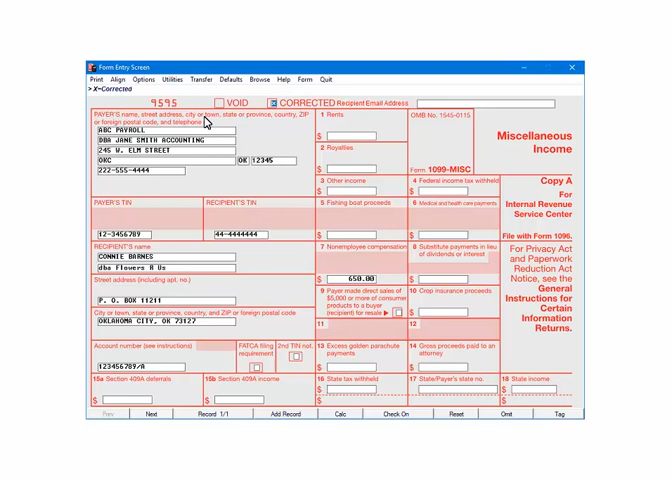 Form Entry Screen
Print Align Options Utilities Transfer Defaults Browse Help Form Quit
> X=Corrected
9595 VOID CORRECTED Recipient Email Address
PAYER'S name, street address, city or town, state or province, country, ZIP
or foreign postal code, and telephone
ABC PAYROLL
DBA JANE SMITH ACCOUNTING
245 W. ELM STREET
OKC OK 12345
222-555-4444
1 Rents
$
2 Royalties
$
OMB No. 1545-0115
Form 1099-MISC
Miscellaneous
Income
3 Other income
$
4 Federal income tax withheld
$
Copy A
For
Internal Revenue
Service Center
File with Form 1096.
PAYER'S TIN
12-3456789
RECIPIENT'S TIN
44-4444444
5 Fishing boat proceeds
$
6 Medical and health care payments
$
RECIPIENT'S name
CONNIE BARNES
dba Flowers R Us
7 Nonemployee compensation
$ 650.00
8 Substitute payments in lieu
of dividends or interest
$
For Privacy Act
and Paperwork
Reduction Act
Notice, see the
General
Instructions for
Certain
Information
Returns.
Street address (including apt. no.)
P. O. BOX 11211
9 Payer made direct sales of
$5,000 or more of consumer
products to a buyer
(recipient) for resale ▶
10 Crop insurance proceeds
$
City or town, state or province, country, and ZIP or foreign postal code
OKLAHOMA CITY, OK 73127
11
12
Account number (see instructions)
123456789/A
FATCA filing
requirement
2nd TIN not.
13 Excess golden parachute
payments
$
14 Gross proceeds paid to an
attorney
$
15a Section 409A deferrals
$
15b Section 409A income
$
16 State tax withheld
$
$
17 State/Payer's state no.
18 State income
$
$
Prev Next Record 1/1 Add Record Calc Check On Reset Omit Tag